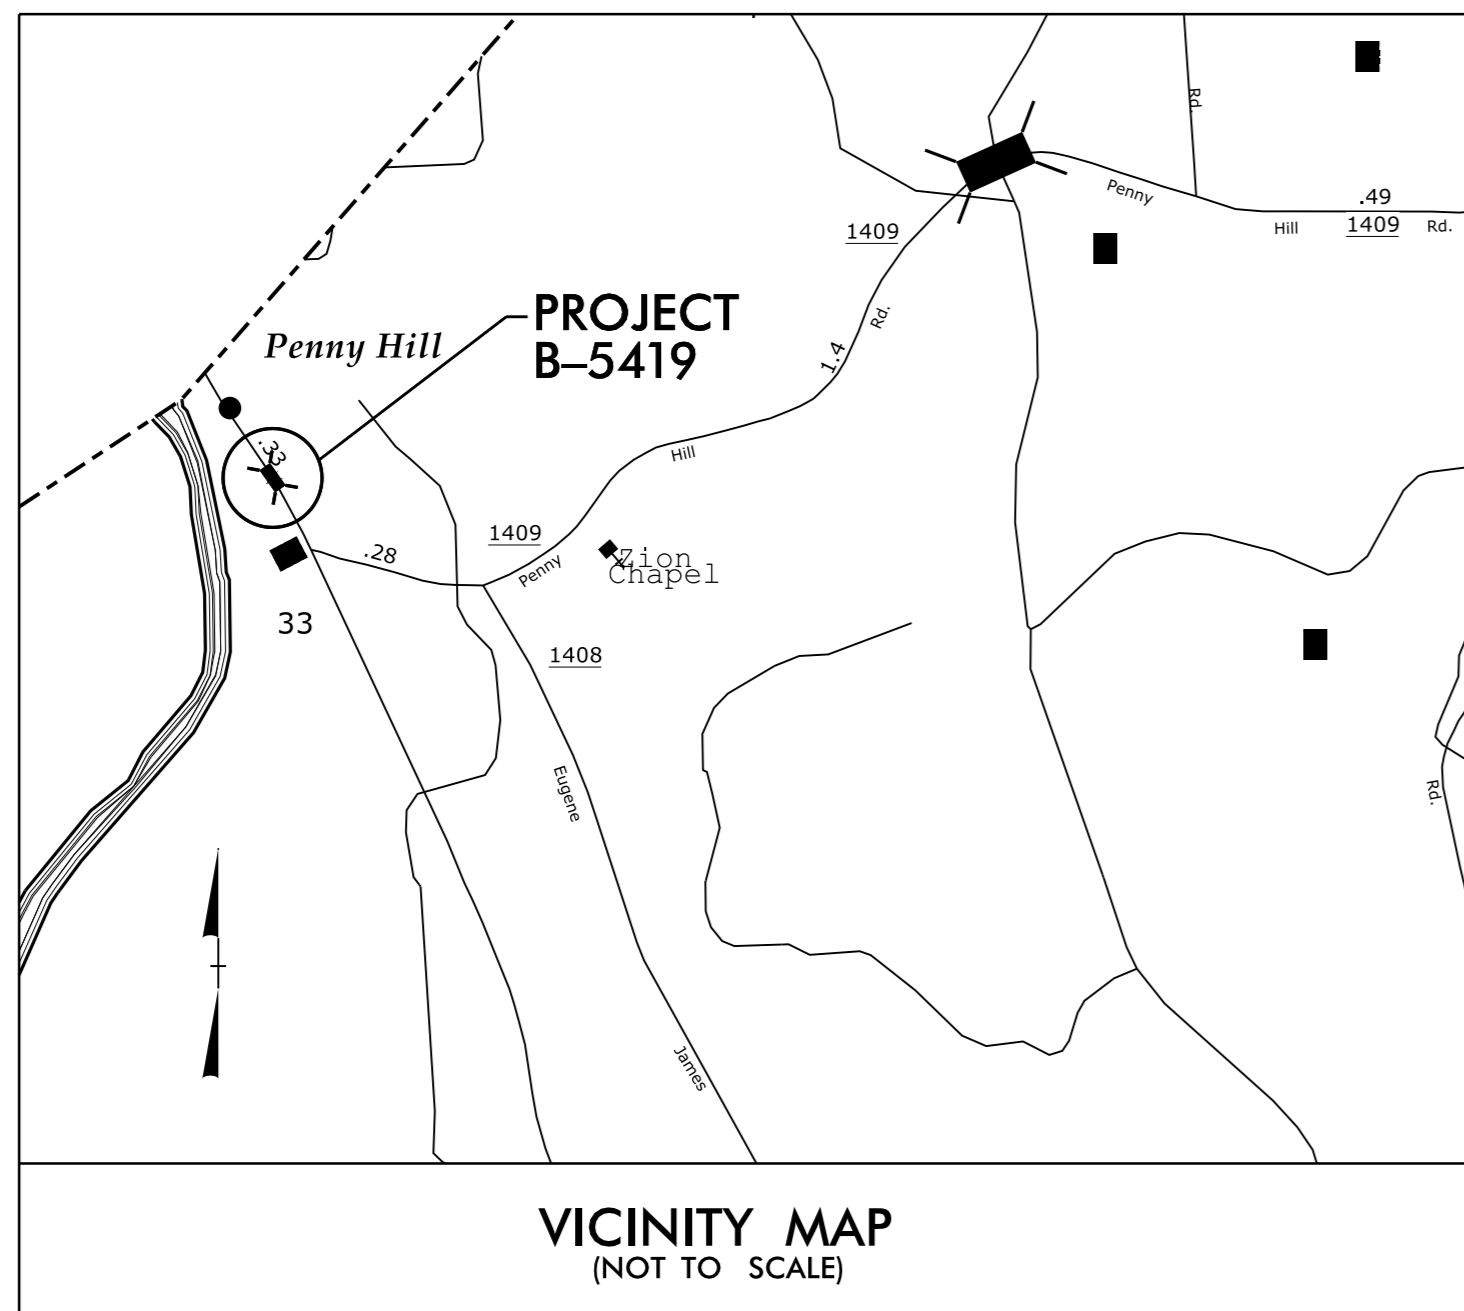 Rd.
Penny
.49
1409
Hill
1409
Rd.
PROJECT
B–5419
Penny Hill
Rd.
1.4
.33
Hill
1409
.28
Penny
Zion
Chapel
33
1408
Eugene
Rd.
James
VICINITY MAP
(NOT TO SCALE)